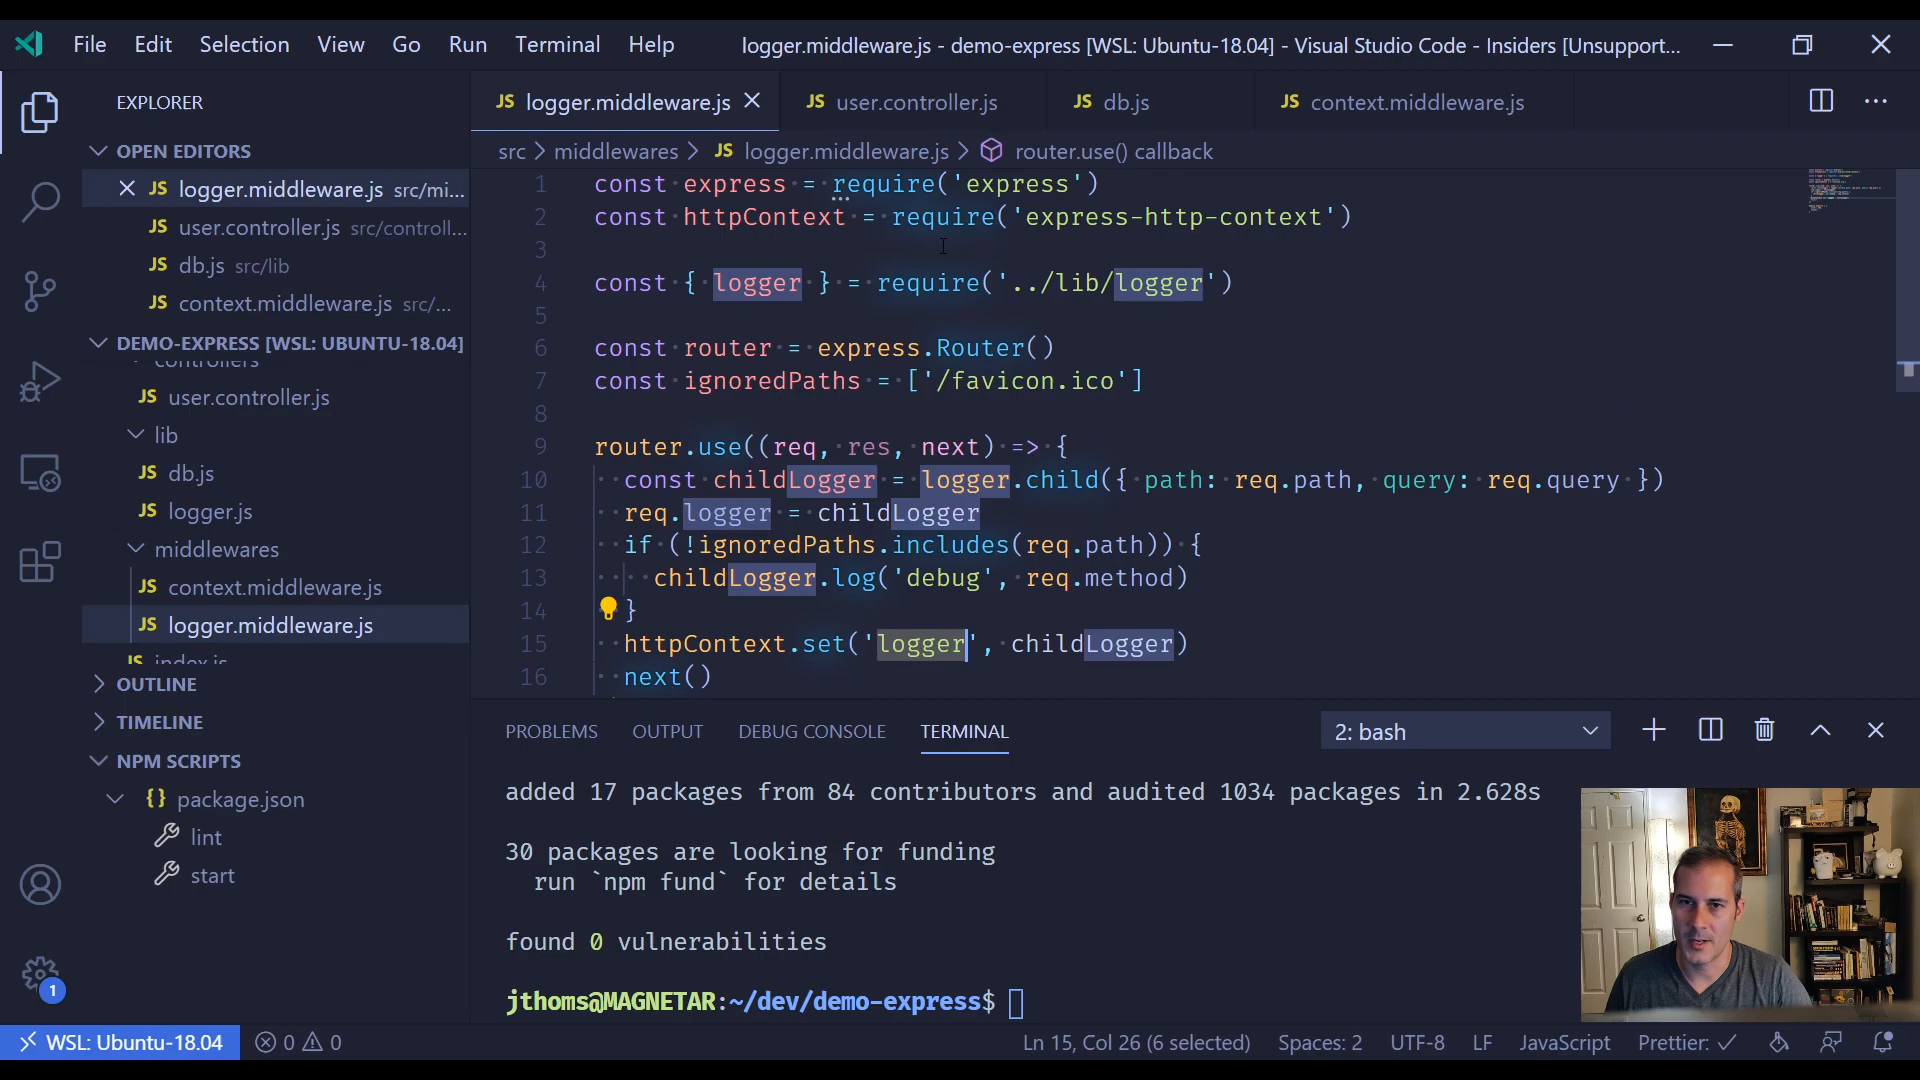 File Edit Selection View Go Run Terminal Help
logger.middleware.js - demo-express [WSL: Ubuntu-18.04] - Visual Studio Code - Insiders [Unsupport...
EXPLORER
OPEN EDITORS
JS logger.middleware.js src/mi...
JS user.controller.js src/controll...
JS db.js src/lib
JS context.middleware.js src/...
DEMO-EXPRESS [WSL: UBUNTU-18.04]
controllers
JS user.controller.js
lib
JS db.js
JS logger.js
middlewares
JS context.middleware.js
JS logger.middleware.js
JS index.js
OUTLINE
TIMELINE
NPM SCRIPTS
{} package.json
lint
start
1
JS logger.middleware.js JS user.controller.js JS db.js JS context.middleware.js
src > middlewares > JS logger.middleware.js > router.use() callback
1 const express = require('express')
2 const httpContext = require('express-http-context')
3
4 const { logger } = require('../lib/logger')
5
6 const router = express.Router()
7 const ignoredPaths = ['/favicon.ico']
8
9 router.use((req, res, next) => {
10 const childLogger = logger.child({ path: req.path, query: req.query })
11 req.logger = childLogger
12 if (!ignoredPaths.includes(req.path)) {
13 childLogger.log('debug', req.method)
14 }
15 httpContext.set('logger', childLogger)
16 next()
PROBLEMS OUTPUT DEBUG CONSOLE TERMINAL 2: bash
added 17 packages from 84 contributors and audited 1034 packages in 2.628s
30 packages are looking for funding
run `npm fund` for details
found 0 vulnerabilities
jthoms@MAGNETAR:~/dev/demo-express$
WSL: Ubuntu-18.04 0 0 Ln 15, Col 26 (6 selected) Spaces: 2 UTF-8 LF JavaScript Prettier: ✓